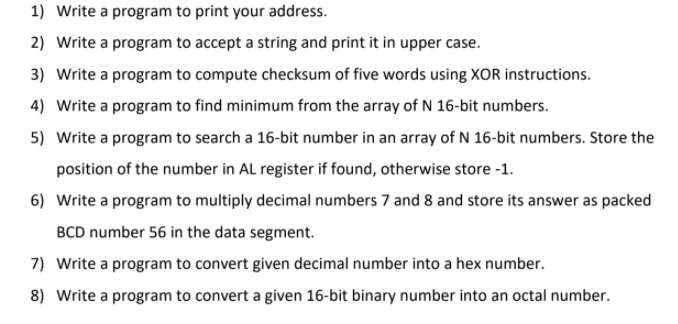 1) Write a program to print your address.
2) Write a program to accept a string and print it in upper case.
3) Write a program to compute checksum of five words using XOR instructions.
4) Write a program to find minimum from the array of N 16-bit numbers.
5) Write a program to search a 16-bit number in an array of N 16-bit numbers. Store the
position of the number in AL register if found, otherwise store -1.
6) Write a program to multiply decimal numbers 7 and 8 and store its answer as packed
BCD number 56 in the data segment.
7) Write a program to convert given decimal number into a hex number.
8) Write a program to convert a given 16-bit binary number into an octal number.